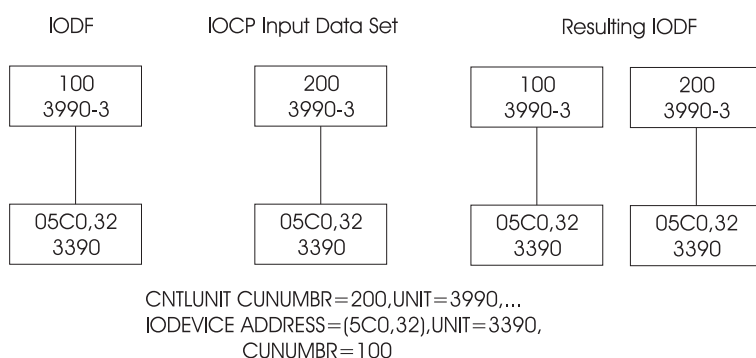 IODF
IOCP Input Data Set
Resulting IODF
100
3990-3
200
3990-3
100
3990-3
200
3990-3
05C0,32
3390
05C0,32
3390
05C0,32
3390
05C0,32
3390
CNTLUNIT CUNUMBR=200,UNIT=3990,...
IODEVICE ADDRESS=(5C0,32),UNIT=3390,
CUNUMBR=100